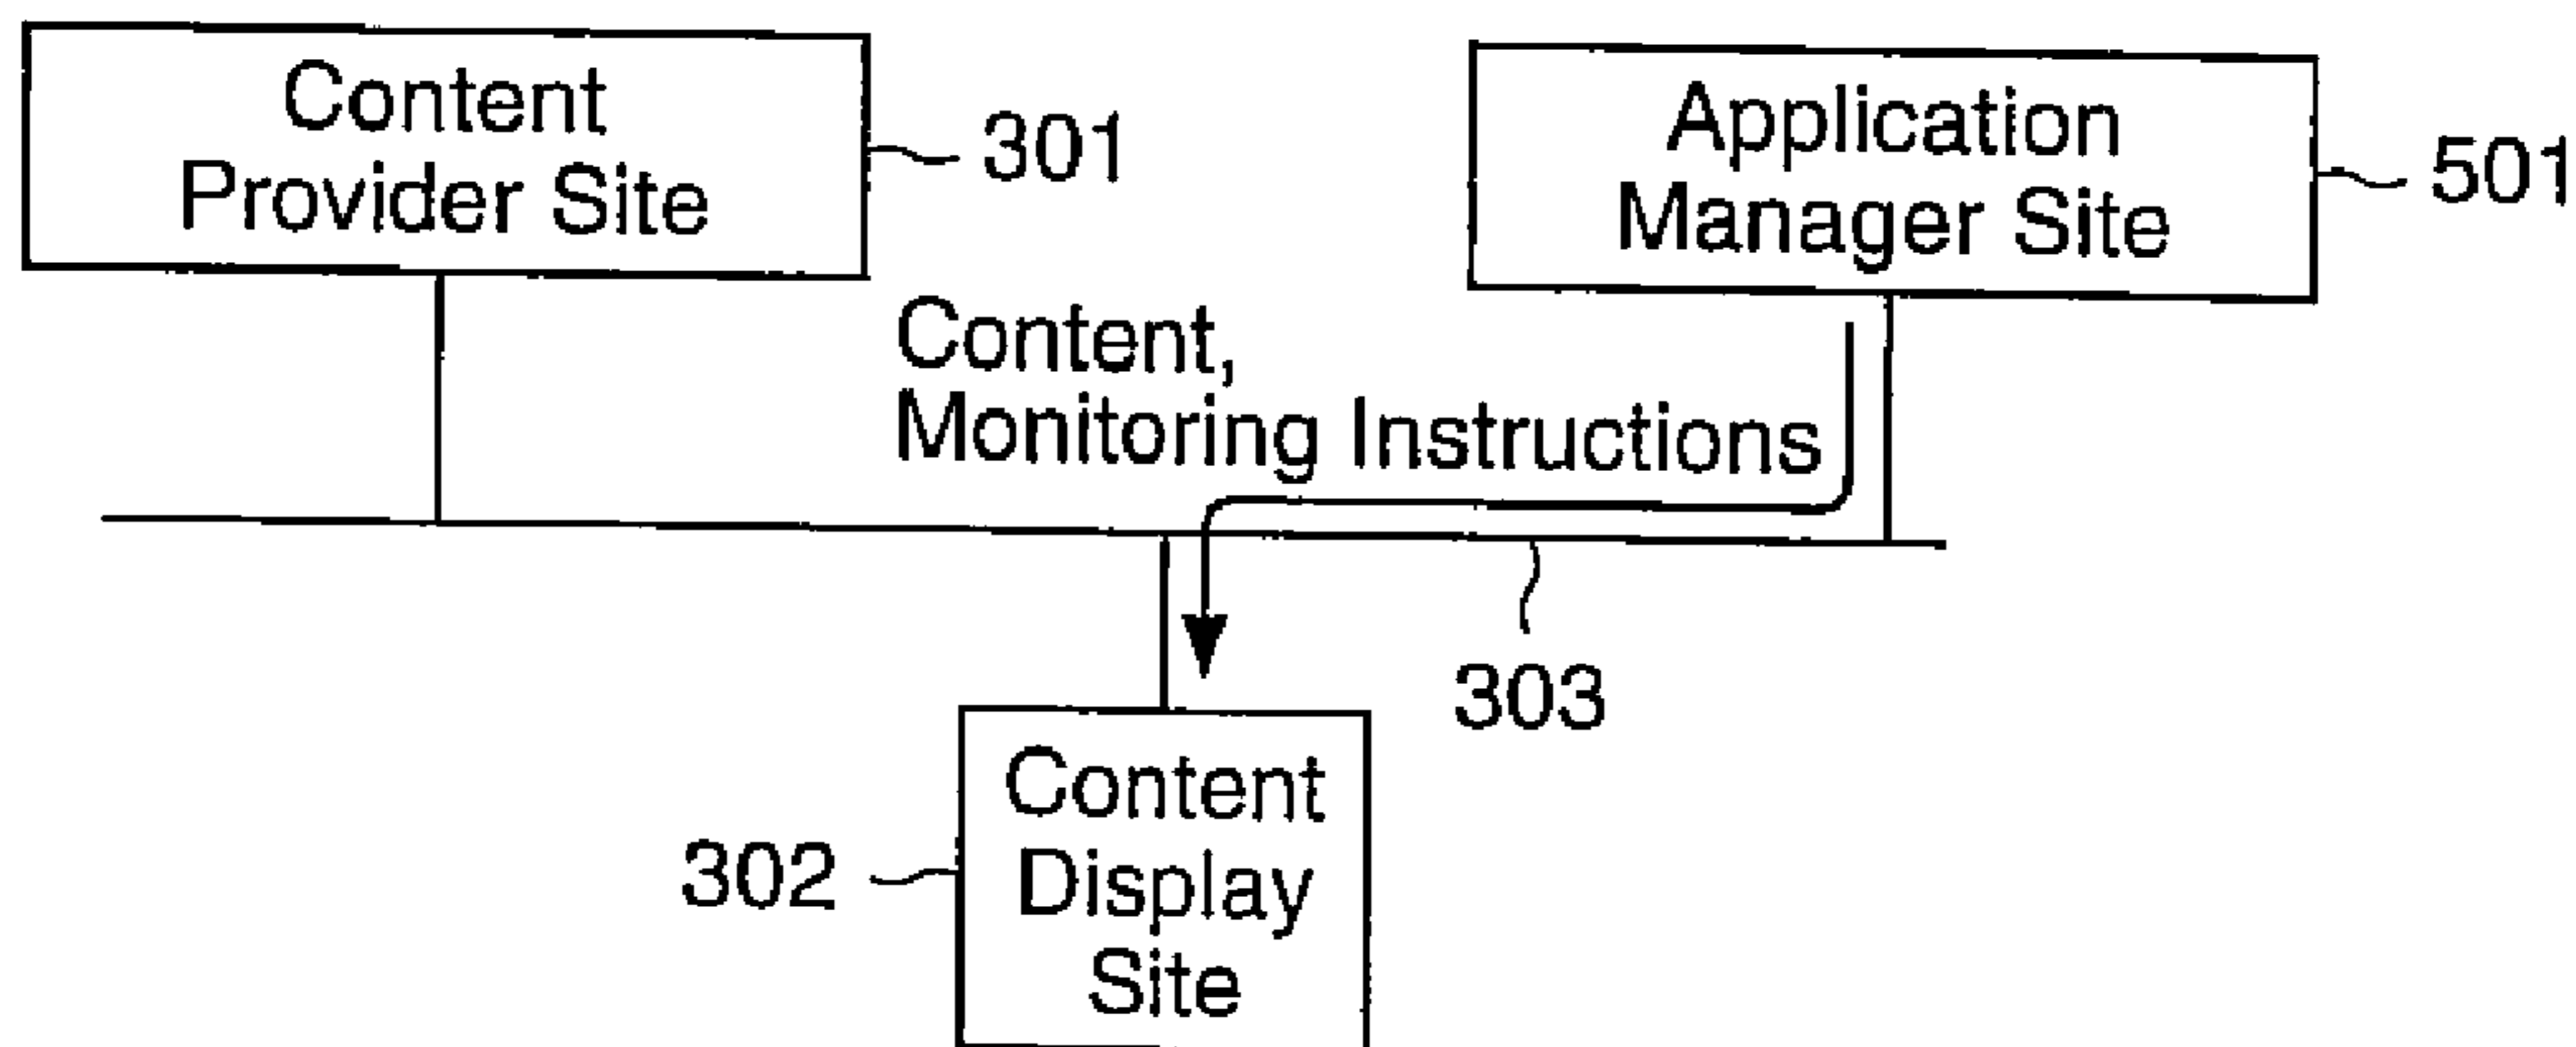 Content
Provider Site
301
Application
Manager Site
501
Content,
Monitoring Instructions
303
302
Content
Display
Site